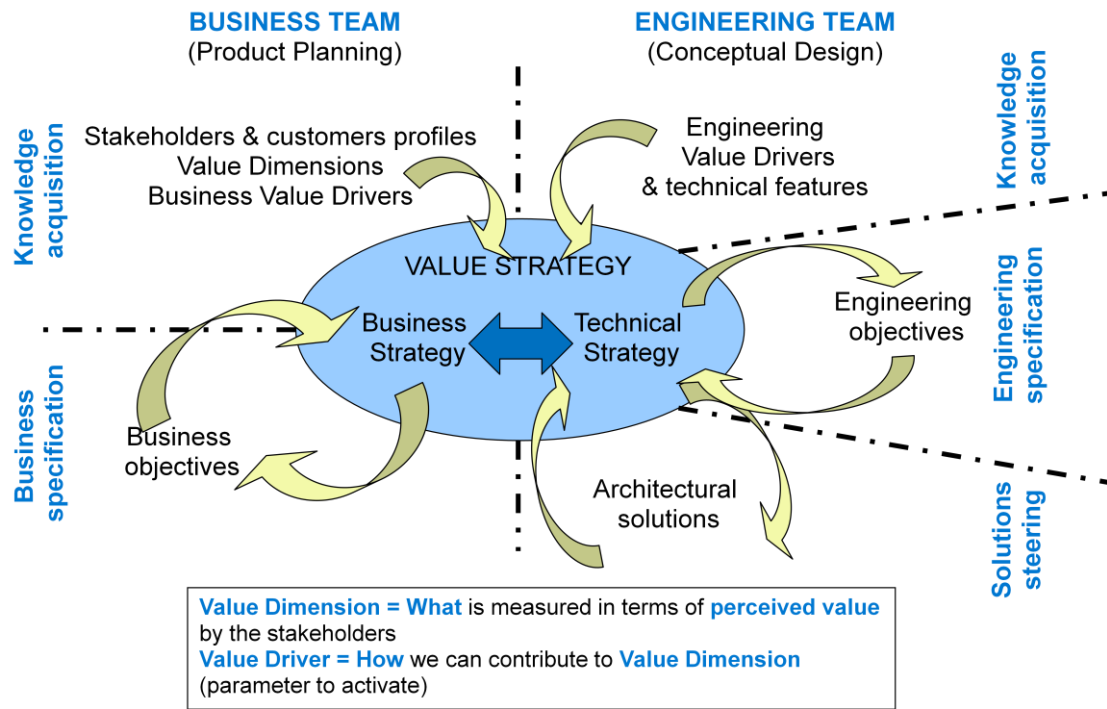 BUSINESS TEAM
(Product Planning)
ENGINEERING TEAM
(Conceptual Design)
Knowledge
acquisition
Stakeholders & customers profiles
Value Dimensions
Business Value Drivers
Engineering
Value Drivers
& technical features
Knowledge
acquisition
VALUE STRATEGY
Business
Strategy
Technical
Strategy
Engineering
objectives
Engineering
specification
Business
specification
Business
objectives
Architectural
solutions
Solutions
steering
Value Dimension = What is measured in terms of perceived value
by the stakeholders
Value Driver = How we can contribute to Value Dimension
(parameter to activate)